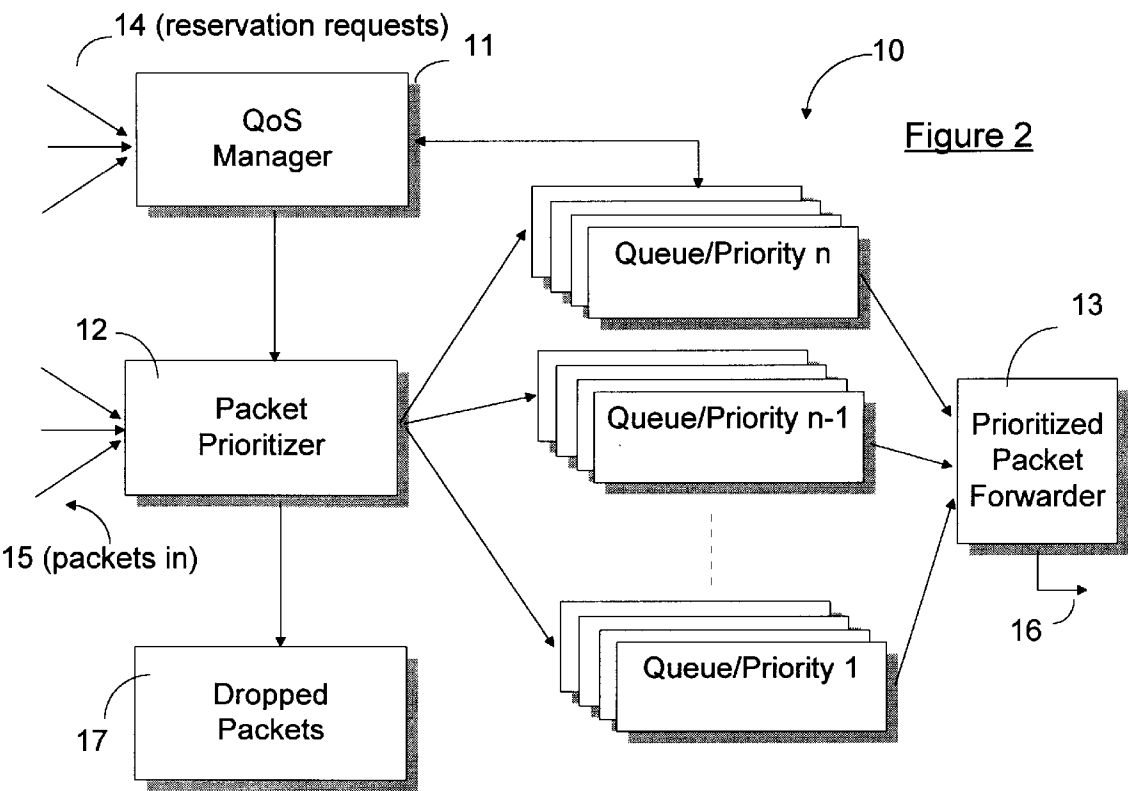 14 (reservation requests)
11
10
QoS
Manager
Figure 2
Queue/Priority n
12
13
Packet
Prioritizer
Queue/Priority n-1
Prioritized
Packet
Forwarder
15 (packets in)
16
Queue/Priority 1
17
Dropped
Packets